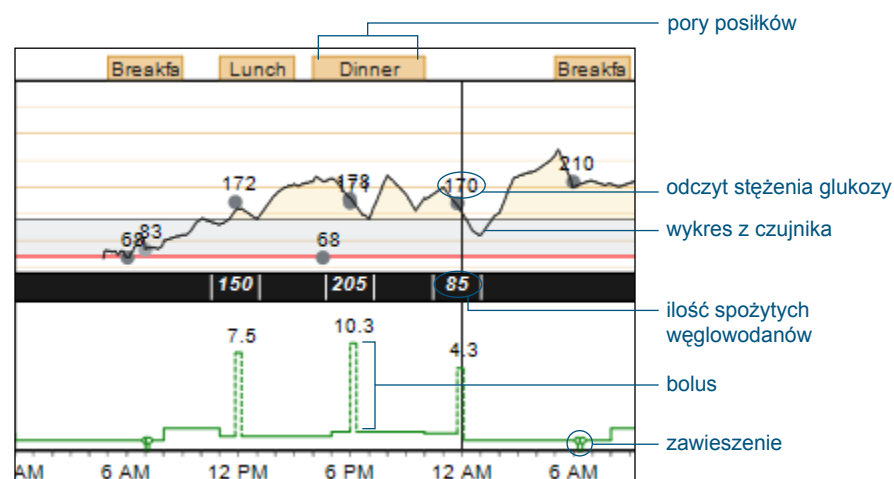 pory posiłków
Breakfa Lunch Dinner Breakfa
210
172 170
odczyt stężenia glukozy
wykres z czujnika
83
68 68
150 205 85
ilość spożytych
węglowodanów
10.3
7.5 4.3
bolus
zawieszenie
AM 6 AM 12 PM 6 PM 12 AM 6 AM